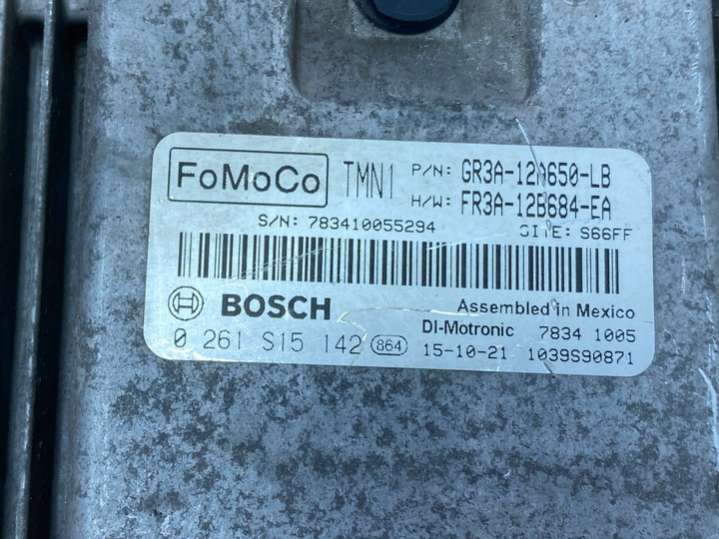 FoMoCo TMN1 P/N: GR3A-12A650-LB
H/W: FR3A-12B684-EA
S/N: 783410055294 S66FF
BOSCH Assembled in Mexico
DI-Motronic 7834 1005
0 261 S15 142 864 15-10-21 1039S90871